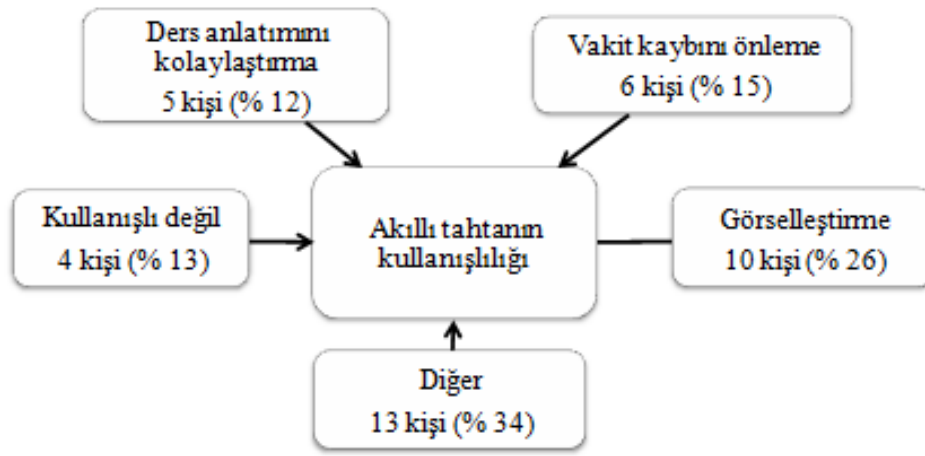 Ders anlatımını
kolaylaştırma
5 kişi (% 12)
Vakit kaybını önleme
6 kişi (% 15)
Kullanışlı değil
4 kişi (% 13)
Akıllı tahtanın
kullanışlılığı
Görselleştirme
10 kişi (% 26)
Diğer
13 kişi (% 34)